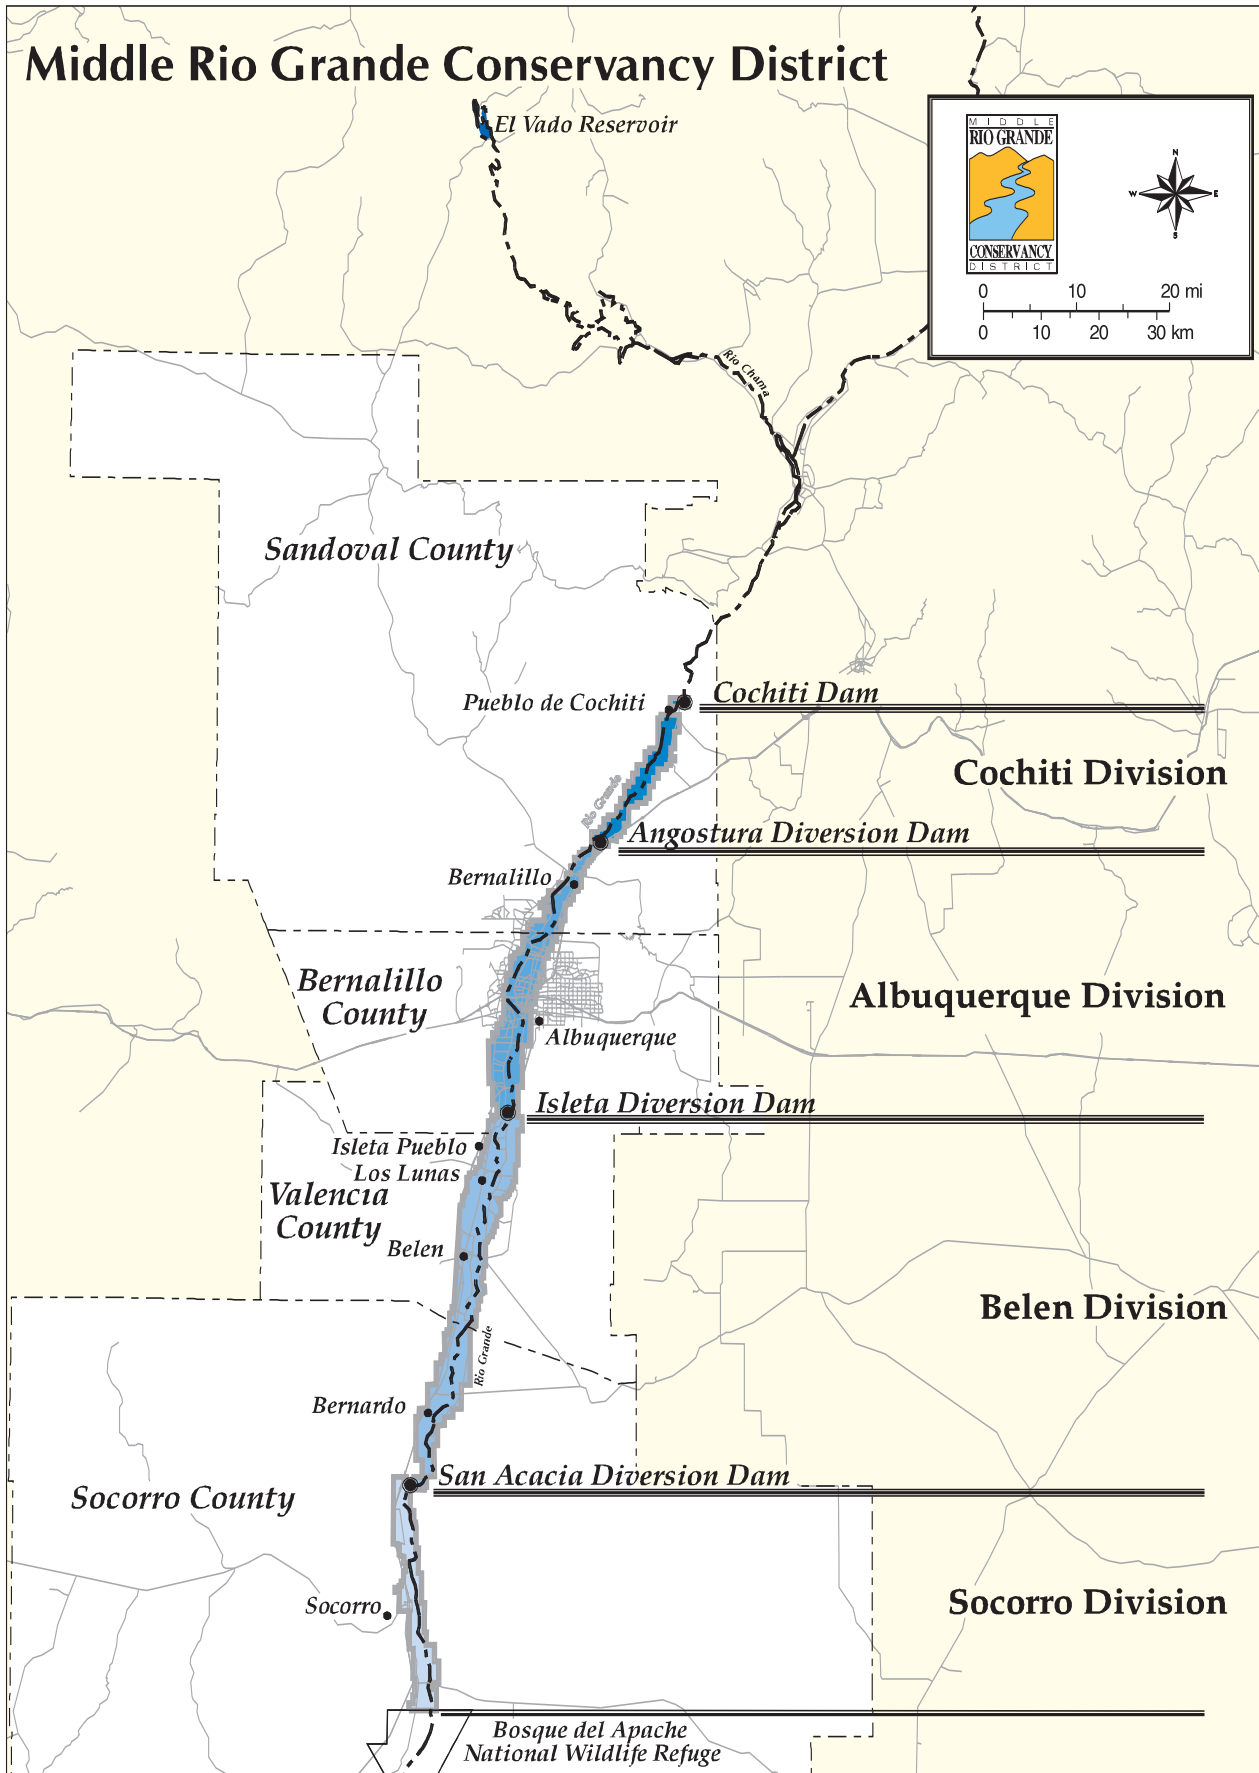 Middle Rio Grande Conservancy District
El Vado Reservoir
MIDDLE
RIO GRANDE
CONSERVANCY
DISTRICT
N
W
E
S
0 10 20 mi
0 10 20 30 km
Rio Chama
Sandoval County
Pueblo de Cochiti
Cochiti Dam
Cochiti Division
Rio Grande
Angostura Diversion Dam
Bernalillo
Bernalillo
County
Albuquerque Division
Albuquerque
Isleta Diversion Dam
Isleta Pueblo
Los Lunas
Valencia
County
Belen
Belen Division
Rio Grande
Bernardo
San Acacia Diversion Dam
Socorro County
Socorro Division
Socorro
Bosque del Apache
National Wildlife Refuge